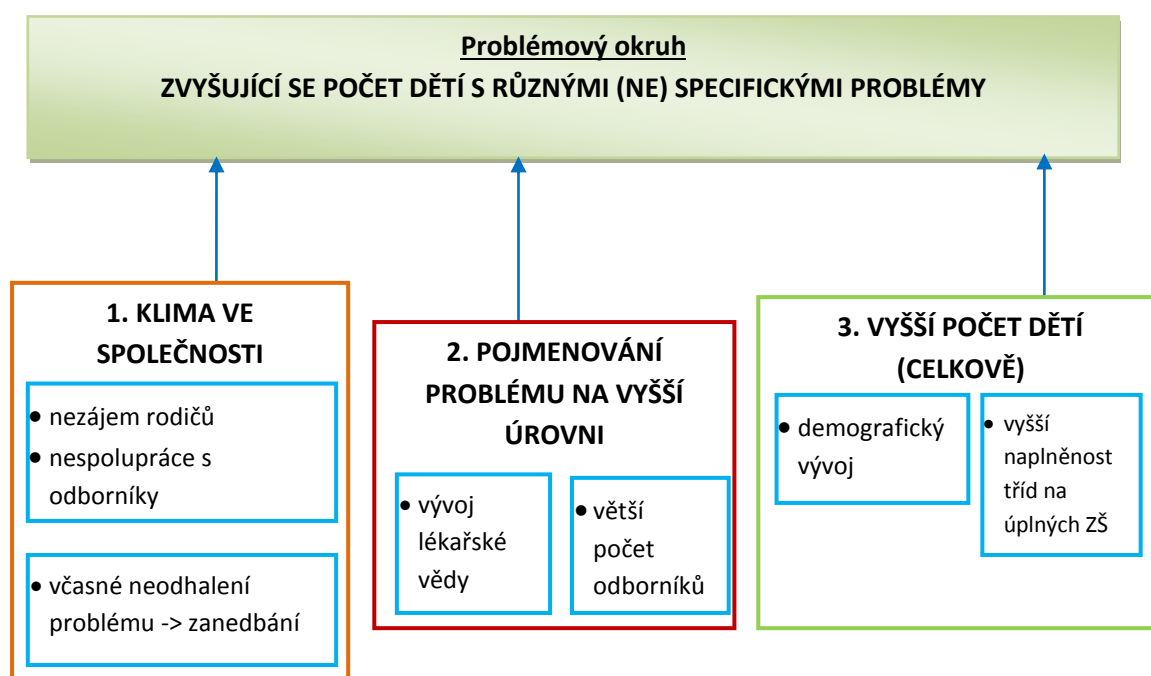 Problémový okruh
ZVYŠUJÍCÍ SE POČET DĚTÍ S RŮZNÝMI (NE) SPECIFICKÝMI PROBLÉMY
1. KLIMA VE
SPOLEČNOSTI
• nezájem rodičů
• nespolupráce s
odborníky
• včasné neodhalení
problému -> zanedbání
2. POJMENOVÁNÍ
PROBLÉMU NA VYŠŠÍ
ÚROVNI
• vývoj
lékařské
vědy
• větší
počet
odborníků
3. VYŠŠÍ POČET DĚTÍ
(CELKOVĚ)
• demografický
vývoj
• vyšší
naplněnost
tříd na
úplných ZŠ